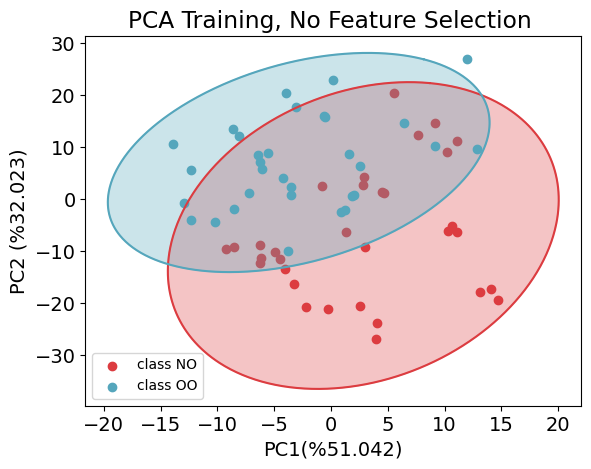 PCA Training, No Feature Selection
30
20
10
0
−10
−20
−30
PC2 (%32.023)
class NO
class OO
−20 −15 −10 −5 0 5 10 15 20
PC1(%51.042)